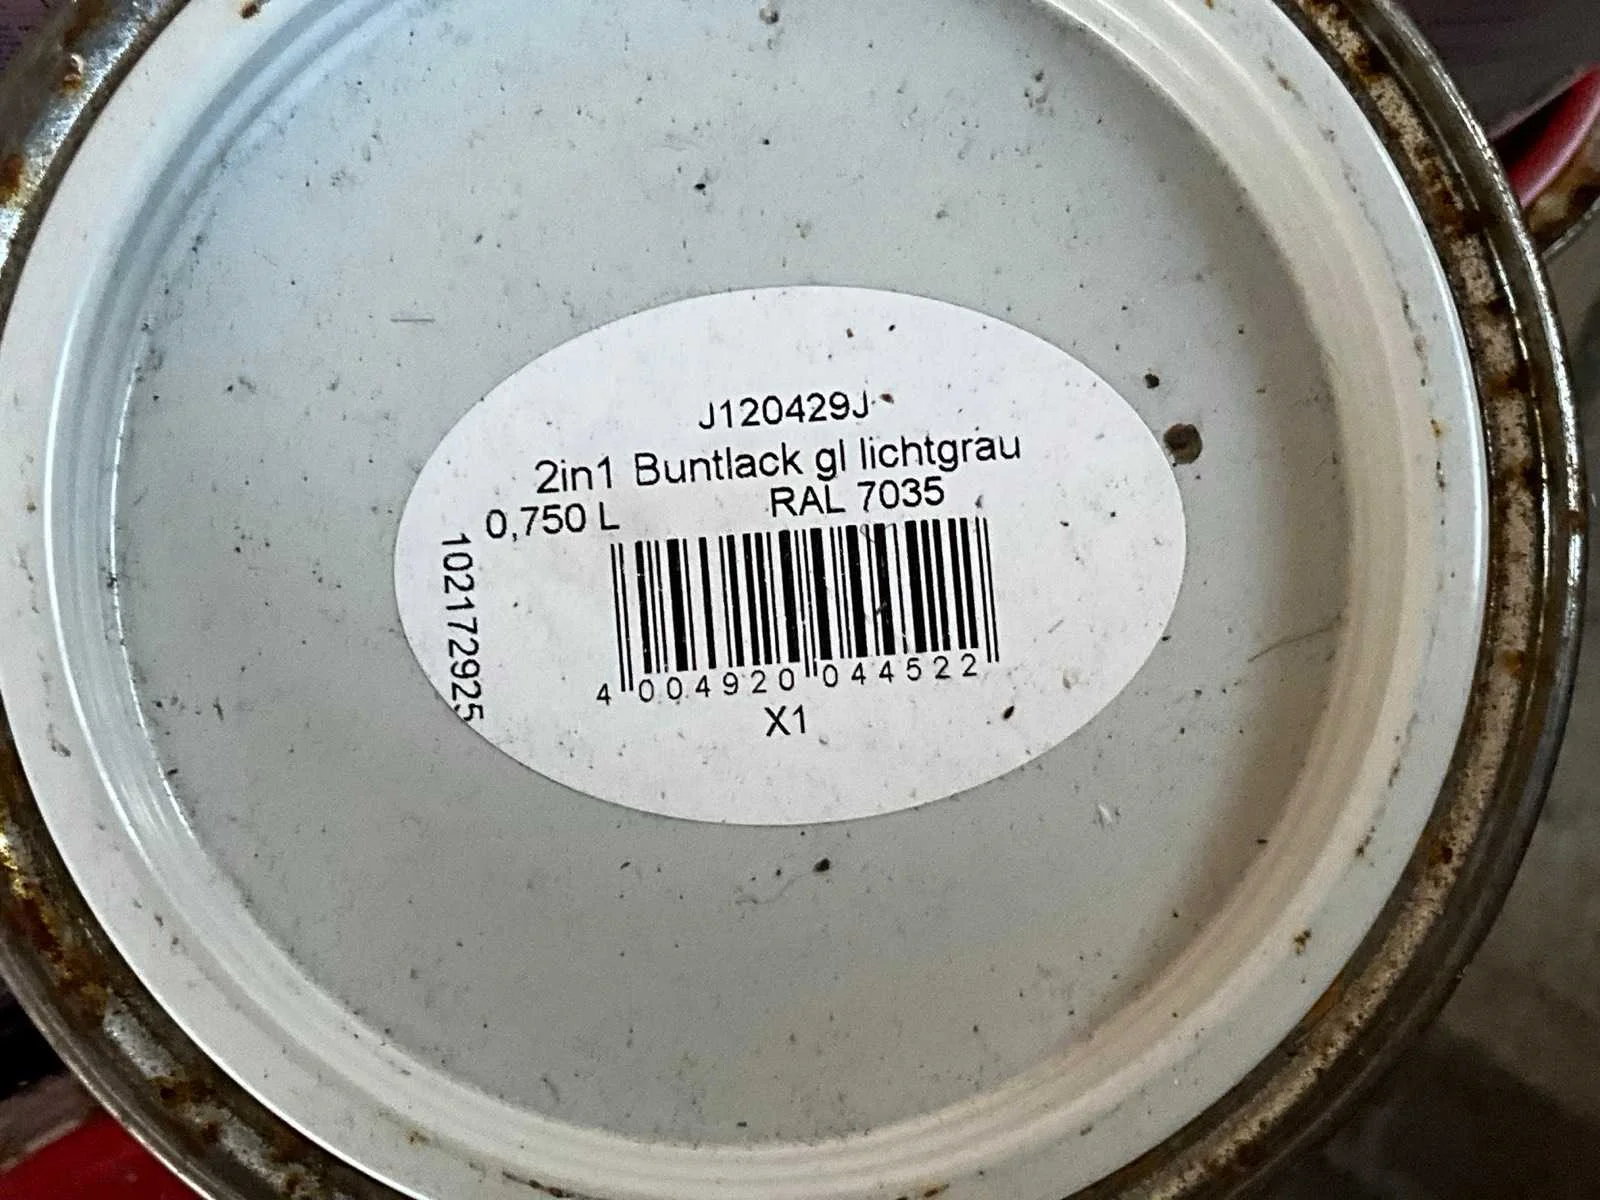 J120429J
2in1 Buntlack gl lichtgrau
0,750 L RAL 7035
102172925
4 004920 044522
X1